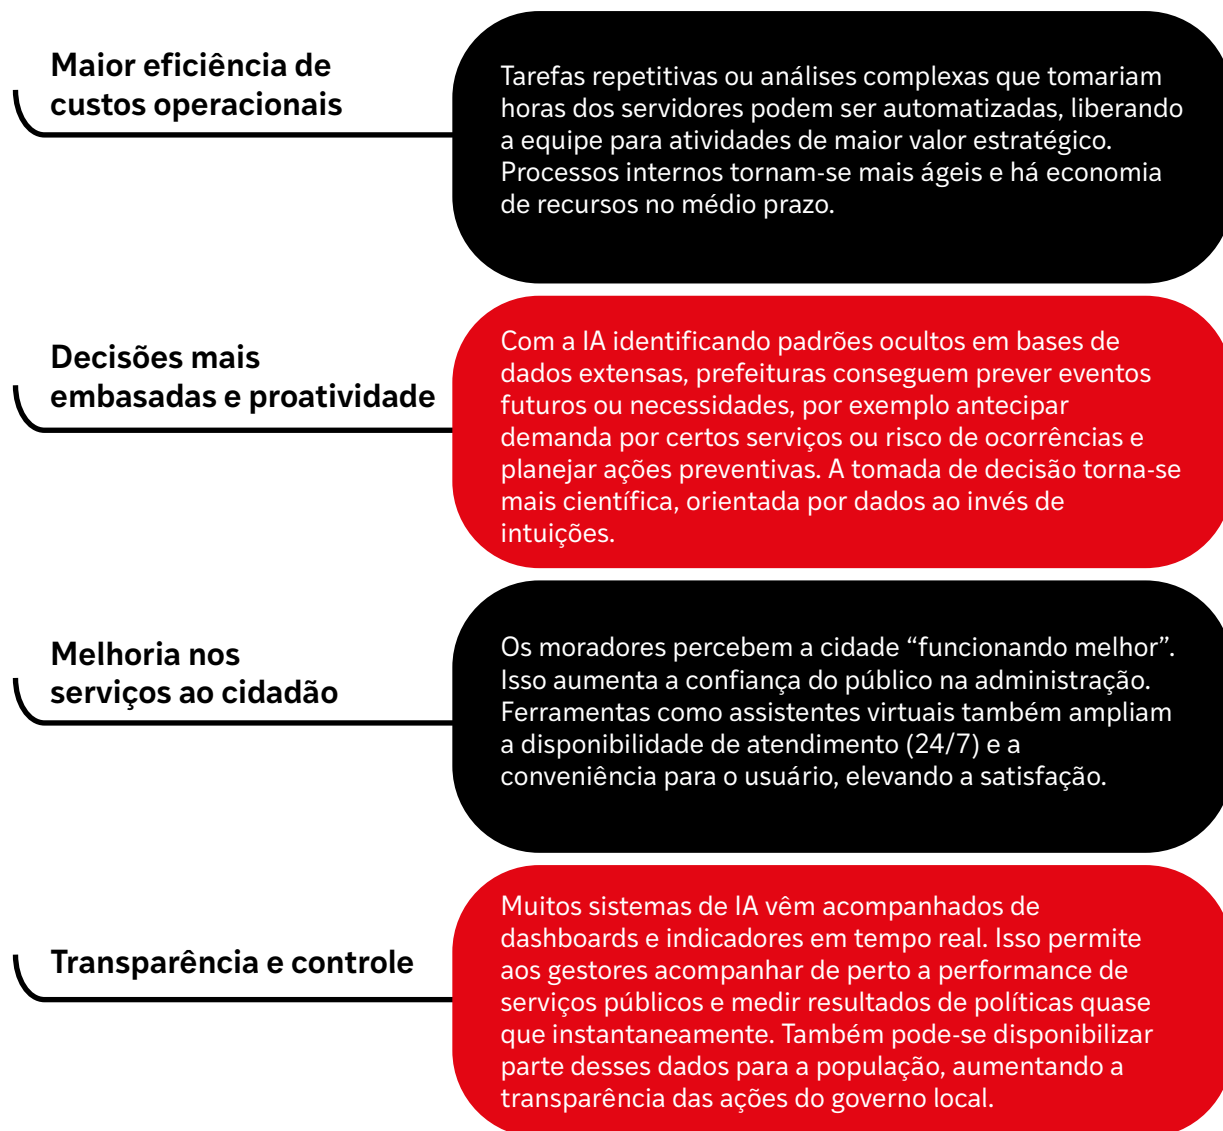 Maior eficiência de
custos operacionais
Tarefas repetitivas ou análises complexas que tomariam
horas dos servidores podem ser automatizadas, liberando
a equipe para atividades de maior valor estratégico.
Processos internos tornam-se mais ágeis e há economia
de recursos no médio prazo.
Decisões mais
embasadas e proatividade
Com a IA identificando padrões ocultos em bases de
dados extensas, prefeituras conseguem prever eventos
futuros ou necessidades, por exemplo antecipar
demanda por certos serviços ou risco de ocorrências e
planejar ações preventivas. A tomada de decisão torna-se
mais científica, orientada por dados ao invés de
intuições.
Melhoria nos
serviços ao cidadão
Os moradores percebem a cidade “funcionando melhor”.
Isso aumenta a confiança do público na administração.
Ferramentas como assistentes virtuais também ampliam
a disponibilidade de atendimento (24/7) e a
conveniência para o usuário, elevando a satisfação.
Transparência e controle
Muitos sistemas de IA vêm acompanhados de
dashboards e indicadores em tempo real. Isso permite
aos gestores acompanhar de perto a performance de
serviços públicos e medir resultados de políticas quase
que instantaneamente. Também pode-se disponibilizar
parte desses dados para a população, aumentando a
transparência das ações do governo local.